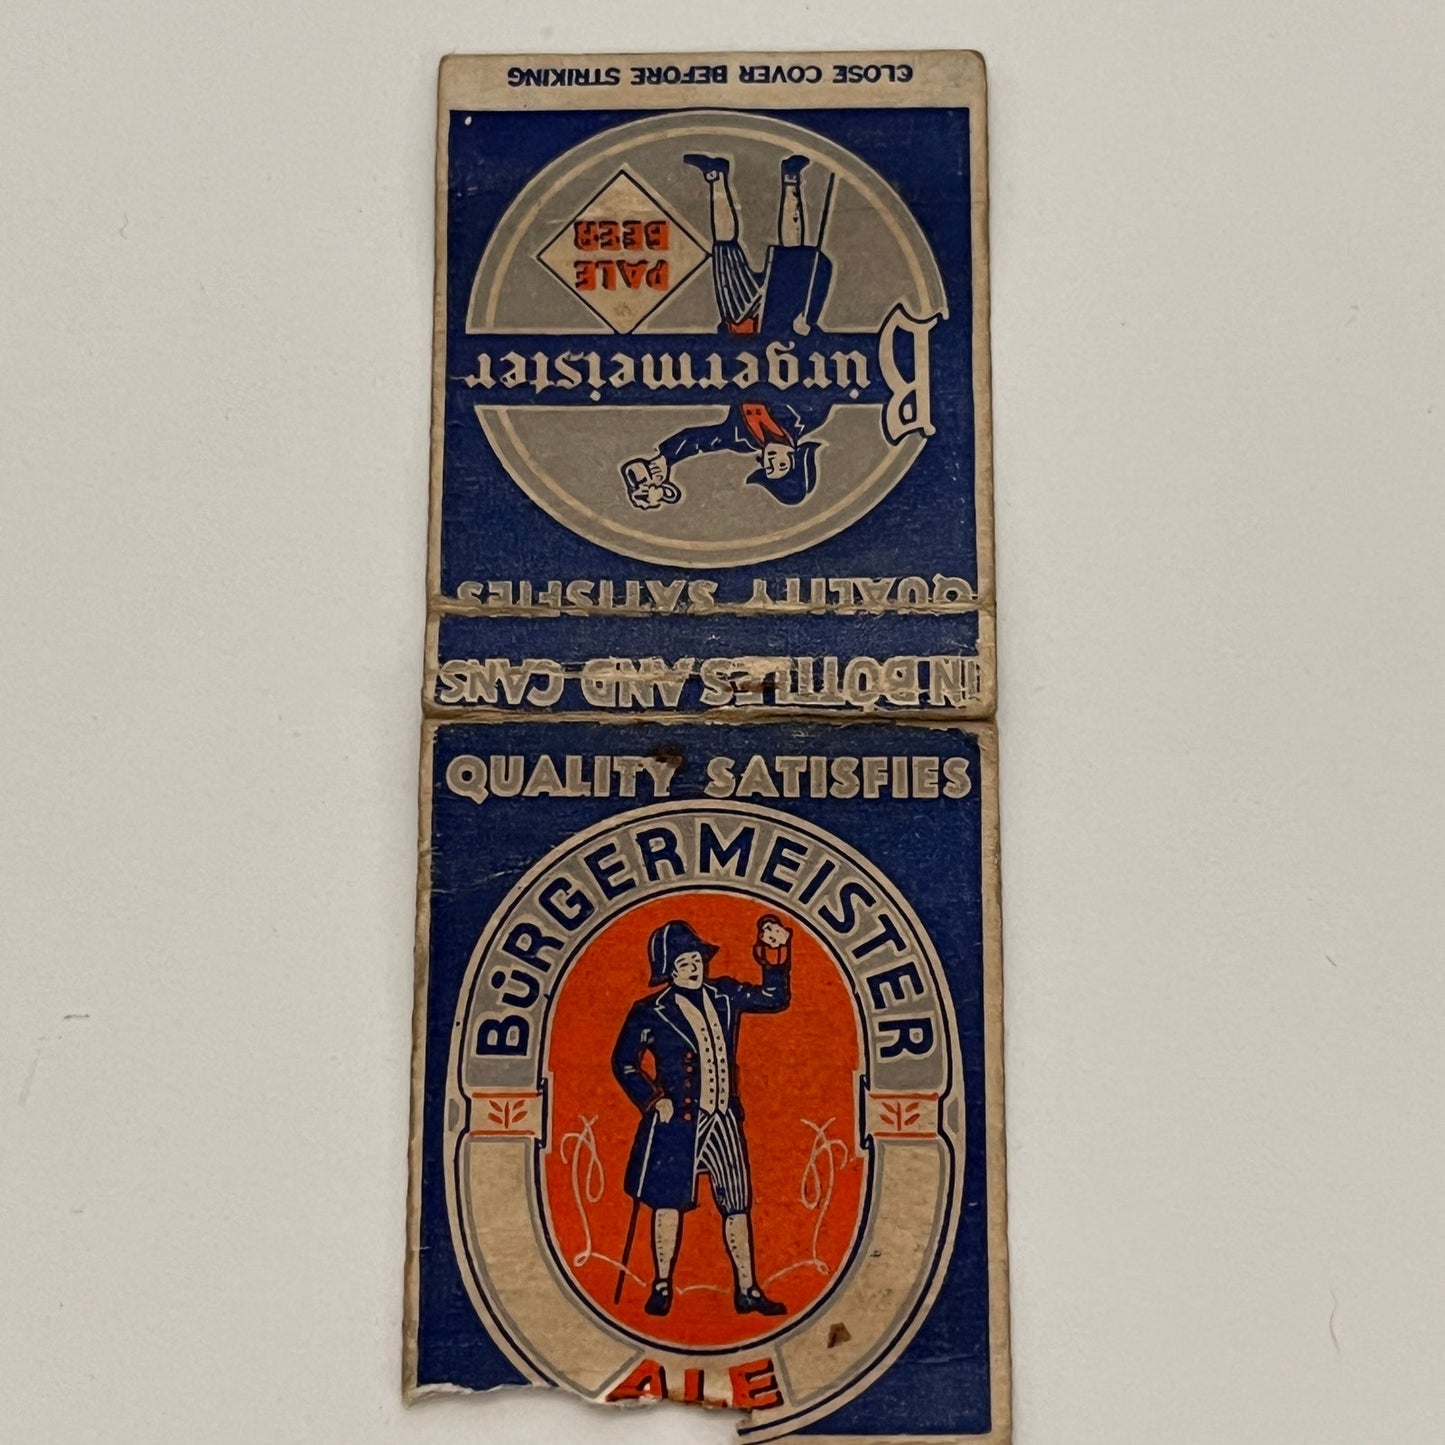 CLOSE COVER BEFORE STRIKING
PALE
BEER
Bürgermeister
QUALITY SATISFIES
IN BOTTLES AND CANS
QUALITY SATISFIES
BÜRGERMEISTER
ALE